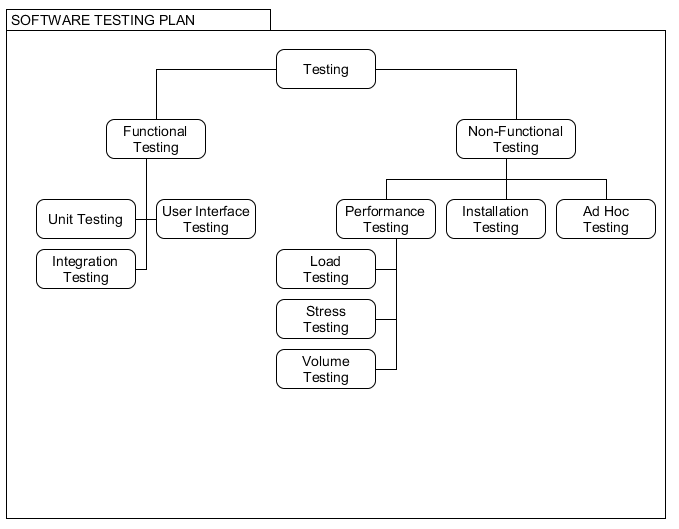 SOFTWARE TESTING PLAN
Testing
Functional
Testing
Non-Functional
Testing
Unit Testing
User Interface
Testing
Integration
Testing
Performance
Testing
Installation
Testing
Ad Hoc
Testing
Load
Testing
Stress
Testing
Volume
Testing